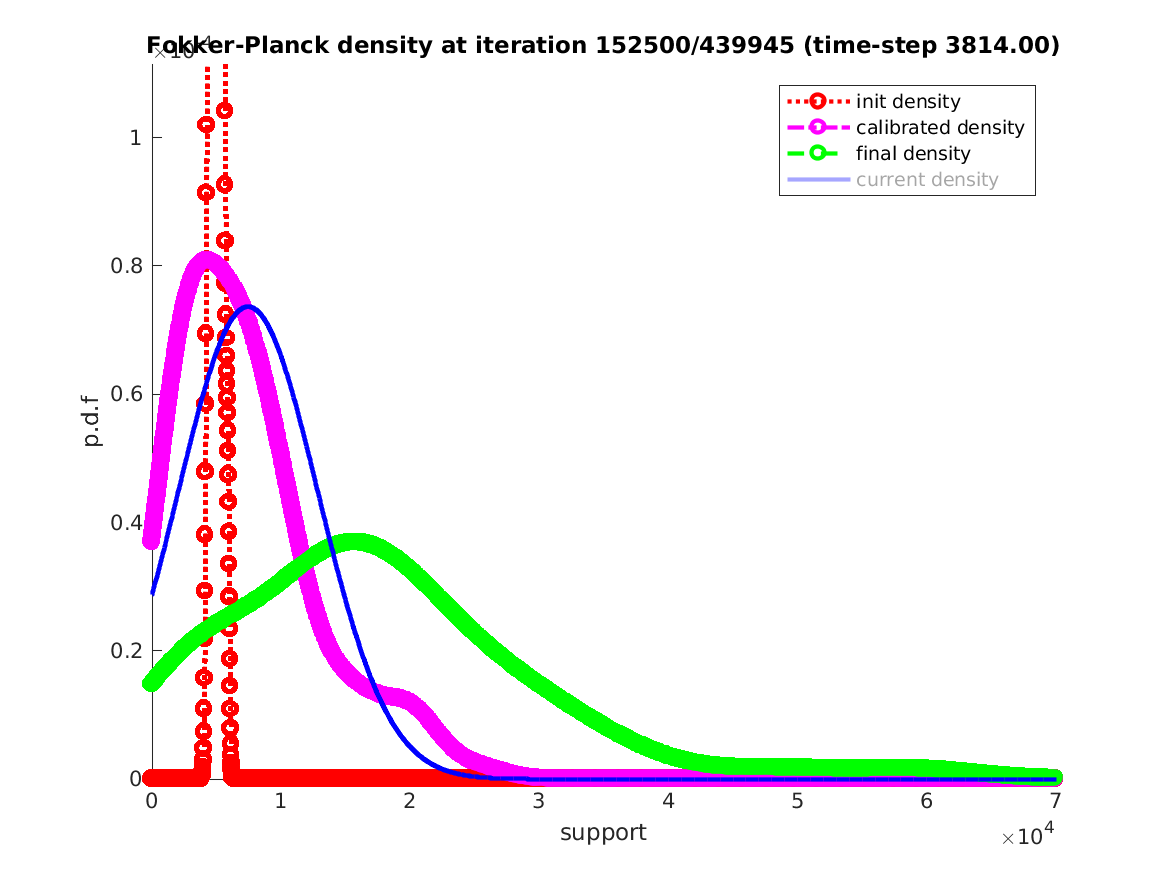 Fokker-Planck density at iteration 152500/439945 (time-step 3814.00)
init density
calibrated density
final density
current density
1
0.8
0.6
0.4
0.2
0
p.d.f
0 1 2 3 4 5 6 7
support
×10^4